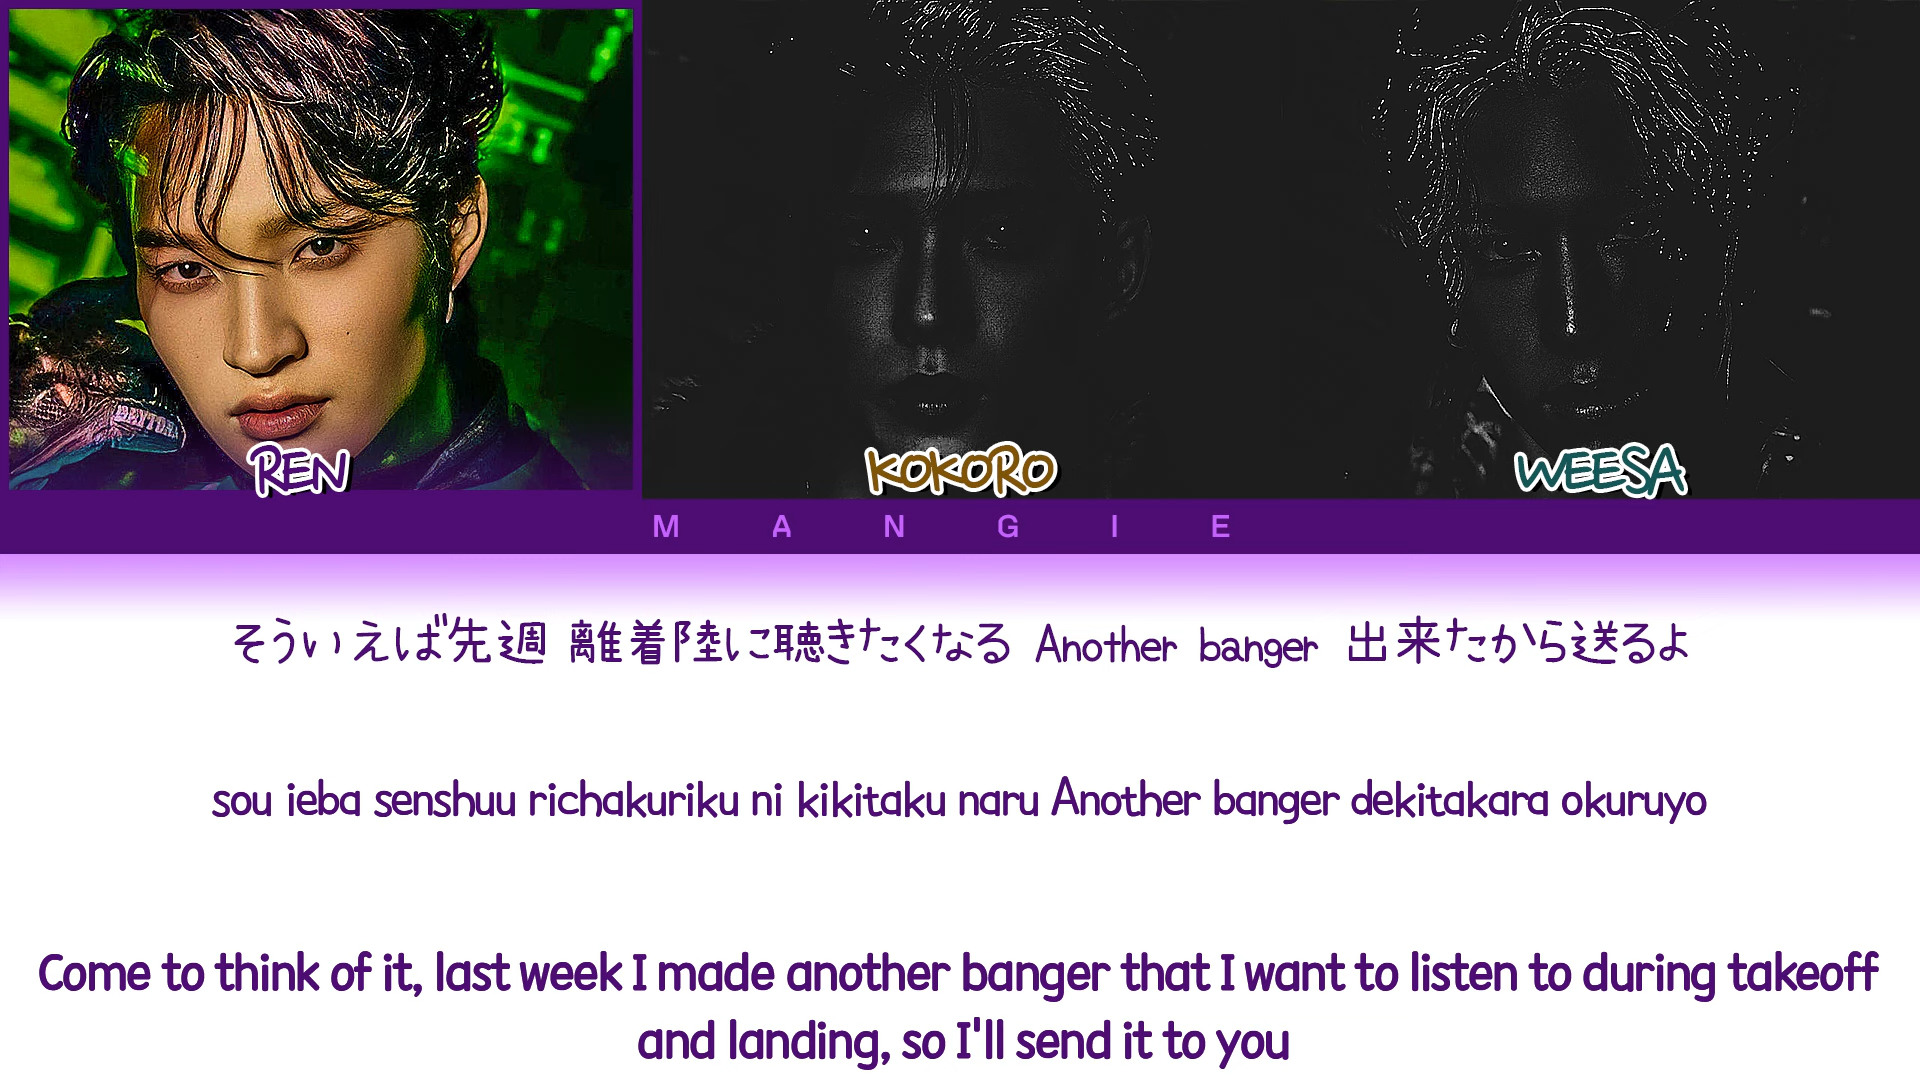 REN
KOKORO
WEESA
MANGIE
そういえば先週 離着陸に聴きたくなる Another banger 出来たから送るよ
sou ieba senshuu richakuriku ni kikitaku naru Another banger dekitakara okuruyo
Come to think of it, last week I made another banger that I want to listen to during takeoff
and landing, so I'll send it to you